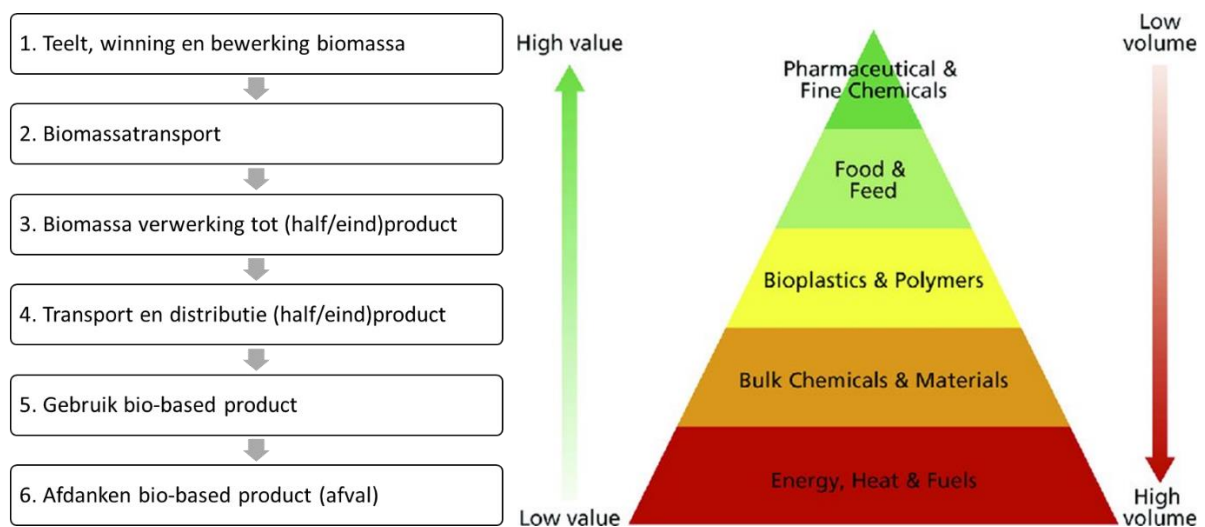 1. Teelt, winning en bewerking biomassa
2. Biomassatransport
3. Biomassa verwerking tot (half/eind)product
4. Transport en distributie (half/eind)product
5. Gebruik bio-based product
6. Afdanken bio-based product (afval)
High value
Low value
Pharmaceutical &
Fine Chemicals
Food &
Feed
Bioplastics & Polymers
Bulk Chemicals & Materials
Energy, Heat & Fuels
Low
volume
High
volume